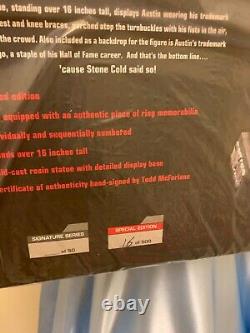 e, standing over 16 inches tall, displays Austin wearing his trademark
est and knee braces, perched atop the turnbuckles with his fists in the air,
the crowd. Also included as a backdrop for the figure is Austin's trademark
go, a staple of his Hall of Fame career. And that's the bottom line....
'cause Stone Cold said so!
ed edition
equipped with an authentic piece of ring memorabilia
ividually and sequentially numbered
ands over 16 inches tall
ld-cast resin statue with detailed display base
ertificate of authenticity hand-signed by Todd McFarlane
SIGNATURE SERIES
of 50
SPECIAL EDITION
16 of 500